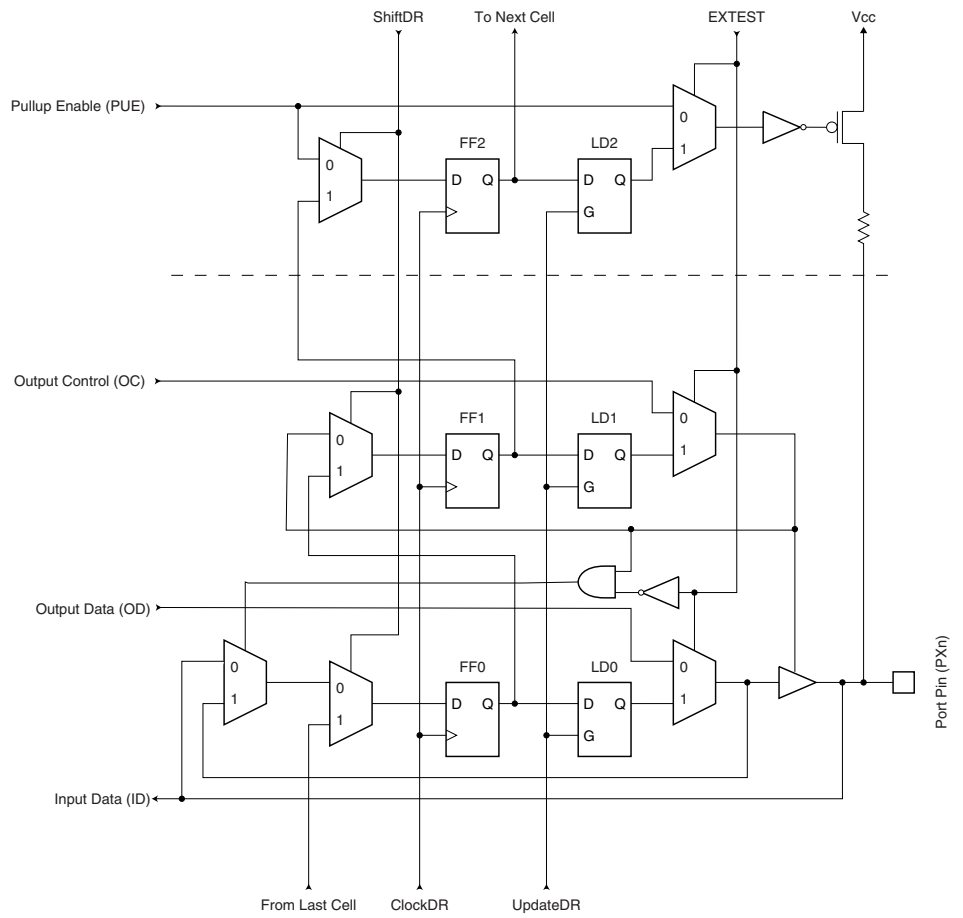 ShiftDR To Next Cell EXTEST Vcc
Pullup Enable (PUE)
0
1
FF2
D Q
LD2
D Q
G
0
1
Output Control (OC)
0
1
FF1
D Q
LD1
D Q
G
0
1
Output Data (OD)
0
1
0
1
FF0
D Q
LD0
D Q
G
0
1
Port Pin (PXn)
Input Data (ID)
From Last Cell ClockDR UpdateDR